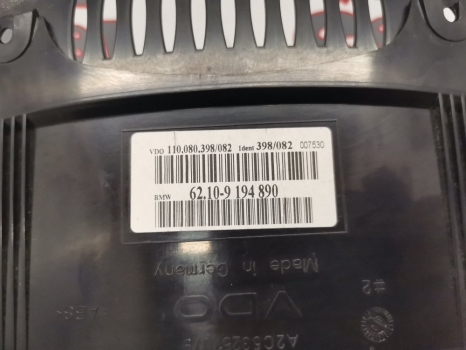 VDO 110.080.398/082 Ident 398/082 007530
BMW 62.10-9 194 890
Made in Germany
VDO
#2